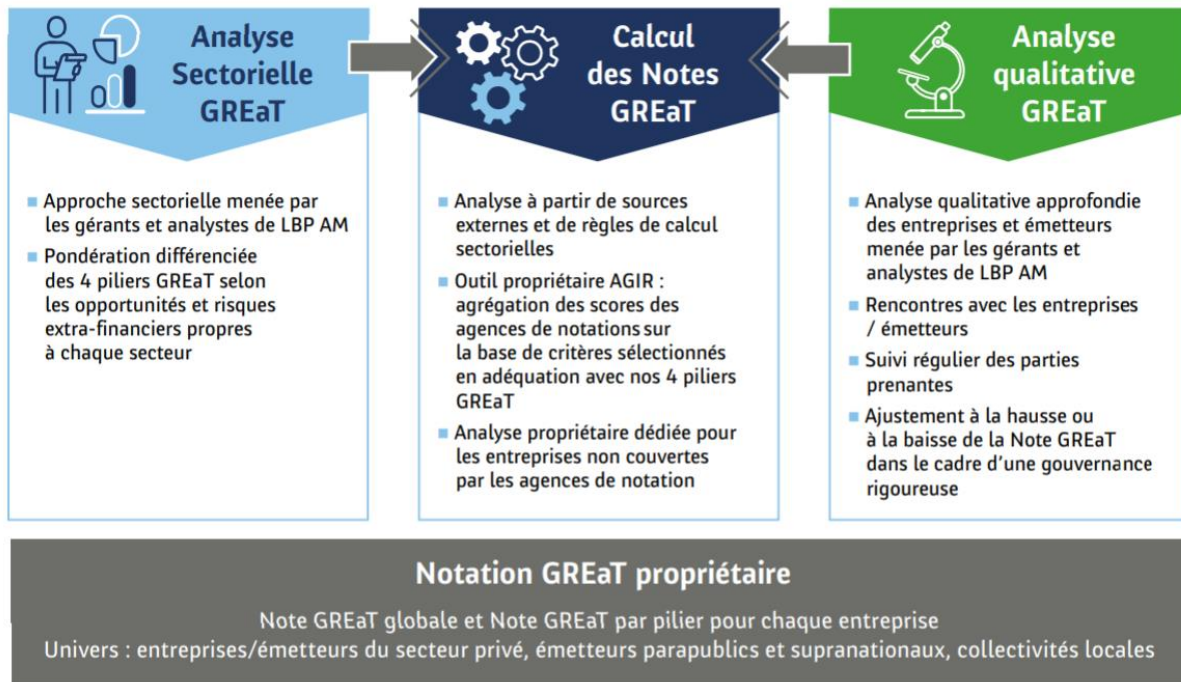 Analyse
Sectorielle
GREaT
Approche sectorielle menée par
les gérants et analystes de LBP AM
Pondération différenciée
des 4 piliers GREaT selon
les opportunités et risques
extra-financiers propres
à chaque secteur
Calcul
des Notes
GREaT
Analyse à partir de sources
externes et de règles de calcul
sectorielles
Outil propriétaire AGIR :
agrégation des scores des
agences de notations sur
la base de critères sélectionnés
en adéquation avec nos 4 piliers
GREaT
Analyse propriétaire dédiée pour
les entreprises non couvertes
par les agences de notation
Analyse
qualitative
GREaT
Analyse qualitative approfondie
des entreprises et émetteurs
menée par les gérants et
analystes de LBP AM
Rencontres avec les entreprises
/ émetteurs
Suivi régulier des parties
prenantes
Ajustement à la hausse ou
à la baisse de la Note GREaT
dans le cadre d'une gouvernance
rigoureuse
Notation GREaT propriétaire
Note GREaT globale et Note GREaT par pilier pour chaque entreprise
Univers : entreprises/émetteurs du secteur privé, émetteurs parapublics et supranationaux, collectivités locales